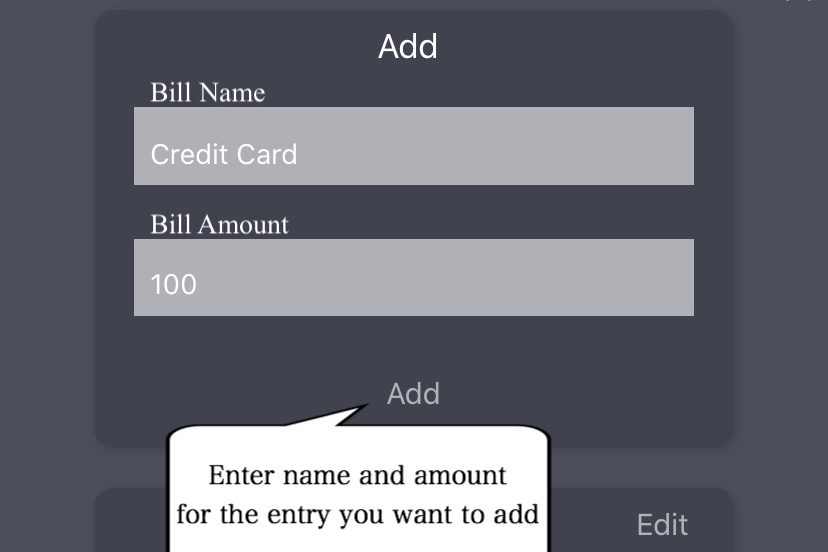 Add
Bill Name
Credit Card
Bill Amount
100
Add
Enter name and amount
for the entry you want to add
Edit